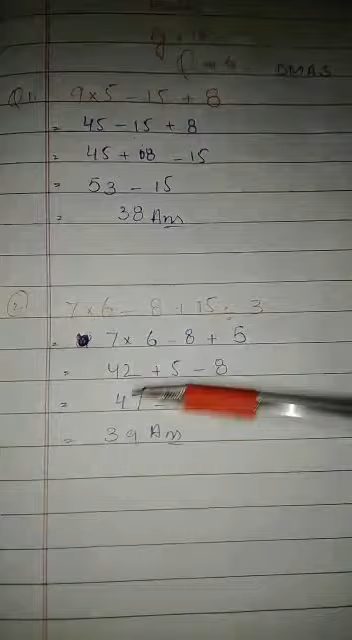 DMAS
Q1. 9×5 - 15 + 8
= 45 - 15 + 8
= 45 + 08 - 15
= 53 - 15
= 38 Ans
2. 7×6 - 8 + 15 ÷ 3
= 7×6 - 8 + 5
= 42 + 5 - 8
= 47 -
= 39 Ans